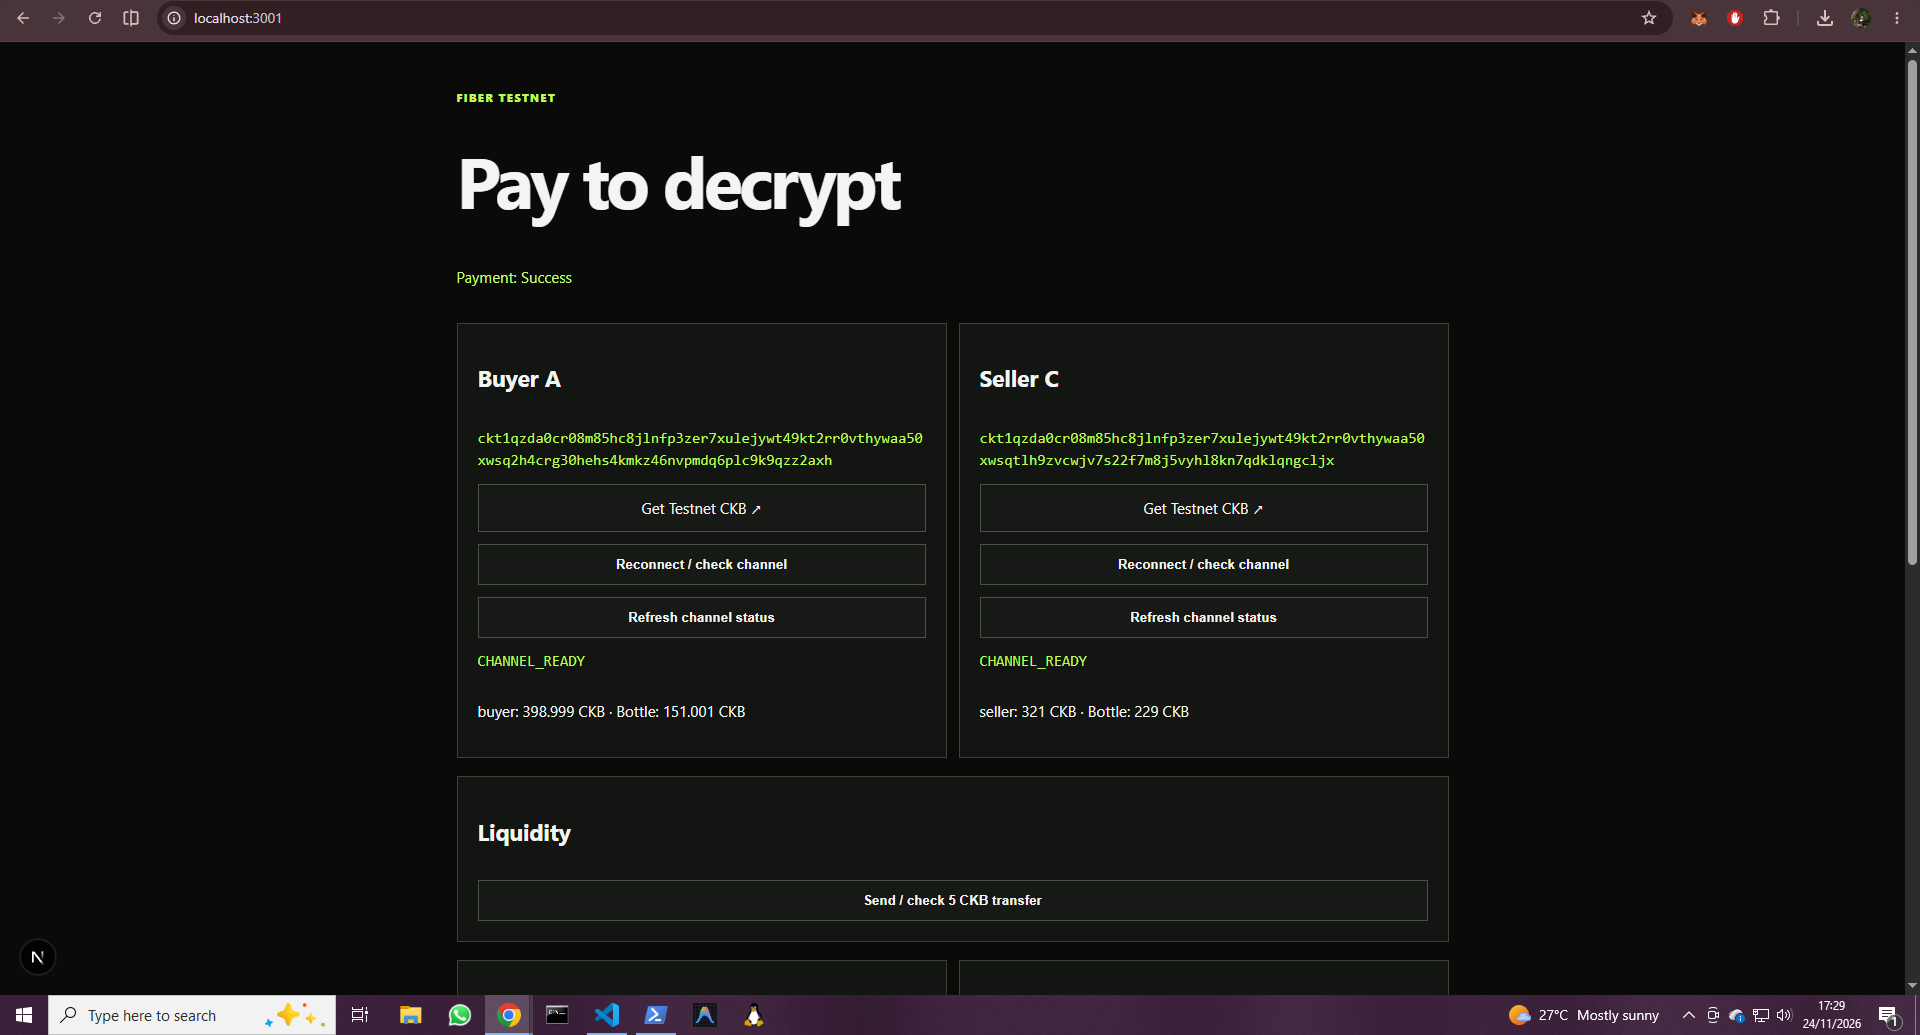 localhost:3001
FIBER TESTNET
Pay to decrypt
Payment: Success
Buyer A
ckt1qzda0cr08m85hc8jlnfp3zer7xulejywt49kt2rr0vthywaa50
xwsq2h4crg30hehs4kmkz46nvpmdq6plc9k9qzz2axh
Get Testnet CKB ↗
Reconnect / check channel
Refresh channel status
CHANNEL_READY
buyer: 398.999 CKB · Bottle: 151.001 CKB
Seller C
ckt1qzda0cr08m85hc8jlnfp3zer7xulejywt49kt2rr0vthywaa50
xwsqtlh9zvcwjv7s22f7m8j5vyhl8kn7qdklqngcljx
Get Testnet CKB ↗
Reconnect / check channel
Refresh channel status
CHANNEL_READY
seller: 321 CKB · Bottle: 229 CKB
Liquidity
Send / check 5 CKB transfer
N
Type here to search
27°C Mostly sunny
17:29
24/11/2026
1